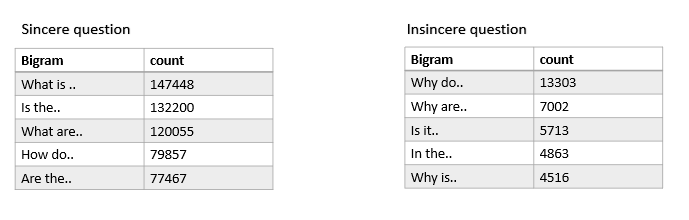 Sincere question
Bigram count
What is .. 147448
Is the.. 132200
What are.. 120055
How do.. 79857
Are the.. 77467
Insincere question
Bigram count
Why do.. 13303
Why are.. 7002
Is it.. 5713
In the.. 4863
Why is.. 4516